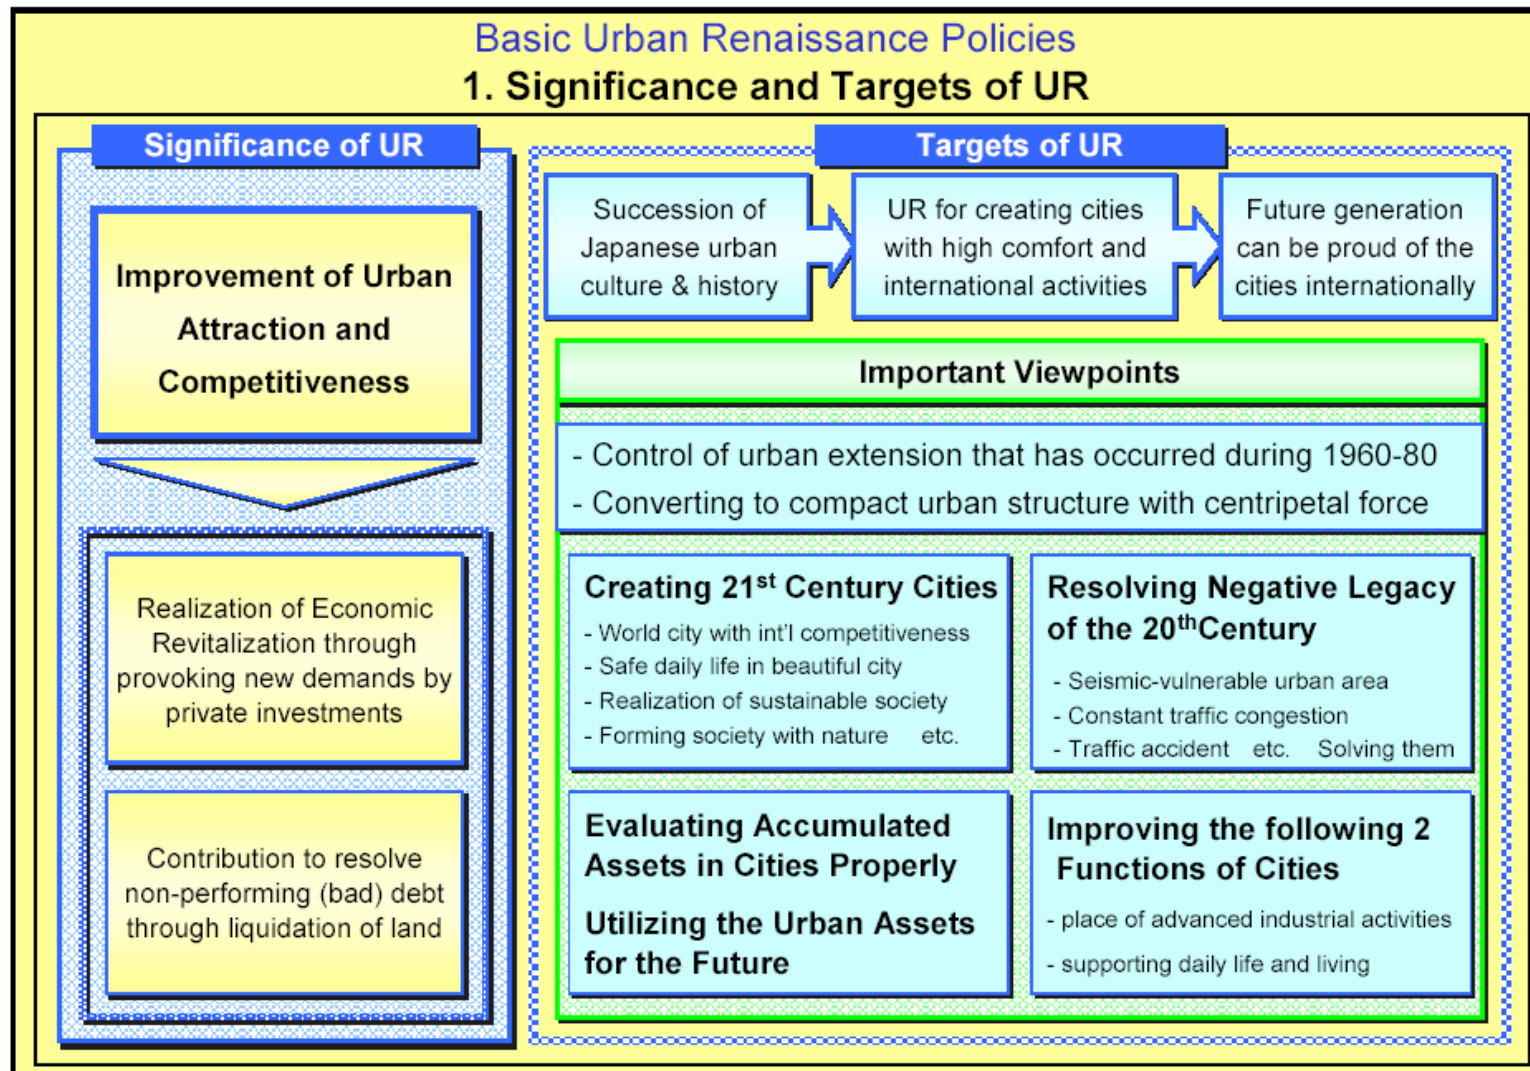 Basic Urban Renaissance Policies
1. Significance and Targets of UR
Significance of UR
Improvement of Urban
Attraction and
Competitiveness
Realization of Economic
Revitalization through
provoking new demands by
private investments
Contribution to resolve
non-performing (bad) debt
through liquidation of land
Targets of UR
Succession of
Japanese urban
culture & history
UR for creating cities
with high comfort and
international activities
Future generation
can be proud of the
cities internationally
Important Viewpoints
- Control of urban extension that has occurred during 1960-80
- Converting to compact urban structure with centripetal force
Creating 21st Century Cities
- World city with int'l competitiveness
- Safe daily life in beautiful city
- Realization of sustainable society
- Forming society with nature etc.
Resolving Negative Legacy
of the 20thCentury
- Seismic-vulnerable urban area
- Constant traffic congestion
- Traffic accident etc. Solving them
Evaluating Accumulated
Assets in Cities Properly
Utilizing the Urban Assets
for the Future
Improving the following 2
Functions of Cities
- place of advanced industrial activities
- supporting daily life and living